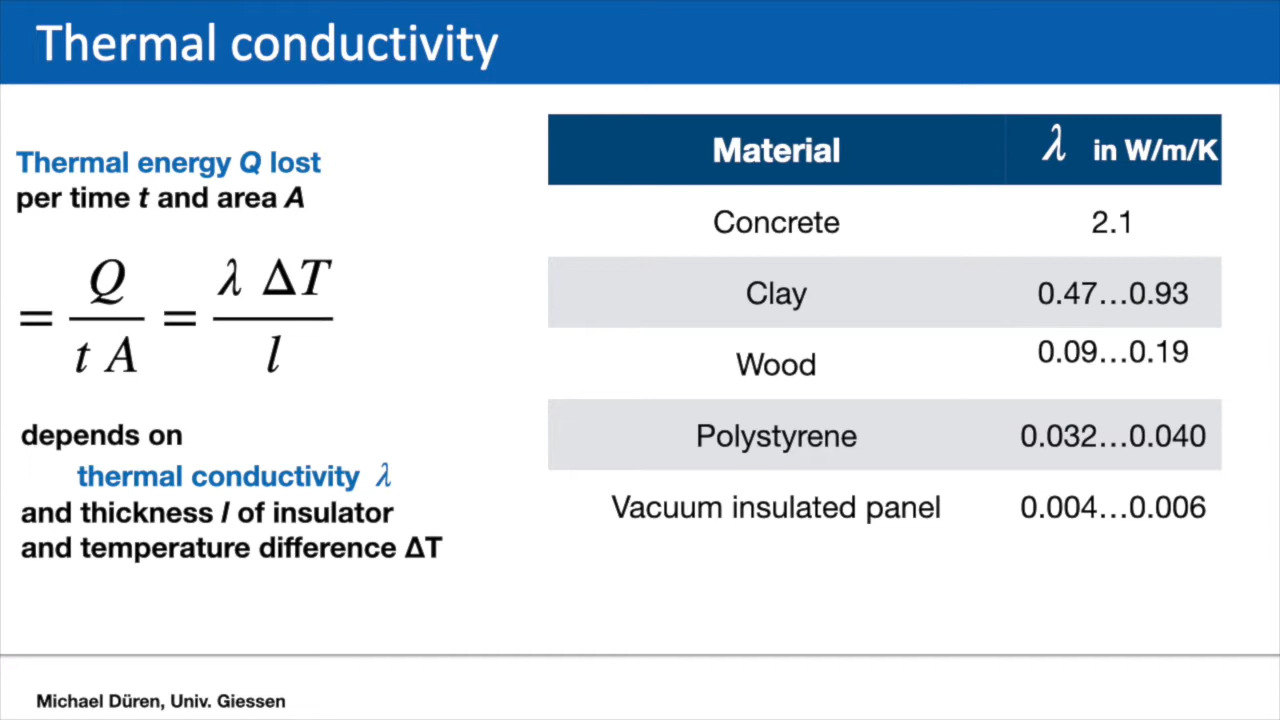 Thermal conductivity
Thermal energy Q lost
per time t and area A
= Q / (t A) = λ ΔT / l
depends on
thermal conductivity λ
and thickness l of insulator
and temperature difference ΔT
Material λ in W/m/K
Concrete 2.1
Clay 0.47...0.93
Wood 0.09...0.19
Polystyrene 0.032...0.040
Vacuum insulated panel 0.004...0.006
Michael Düren, Univ. Giessen